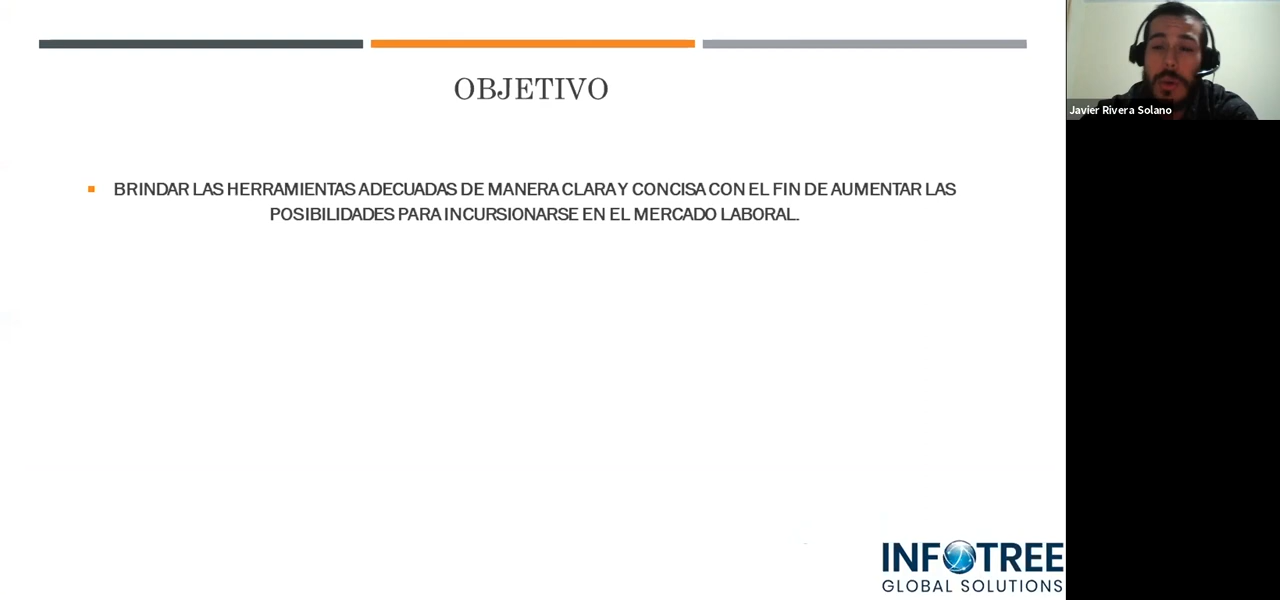 OBJETIVO
BRINDAR LAS HERRAMIENTAS ADECUADAS DE MANERA CLARA Y CONCISA CON EL FIN DE AUMENTAR LAS
POSIBILIDADES PARA INCURSIONARSE EN EL MERCADO LABORAL.
Javier Rivera Solano
INFOTREE
GLOBAL SOLUTIONS